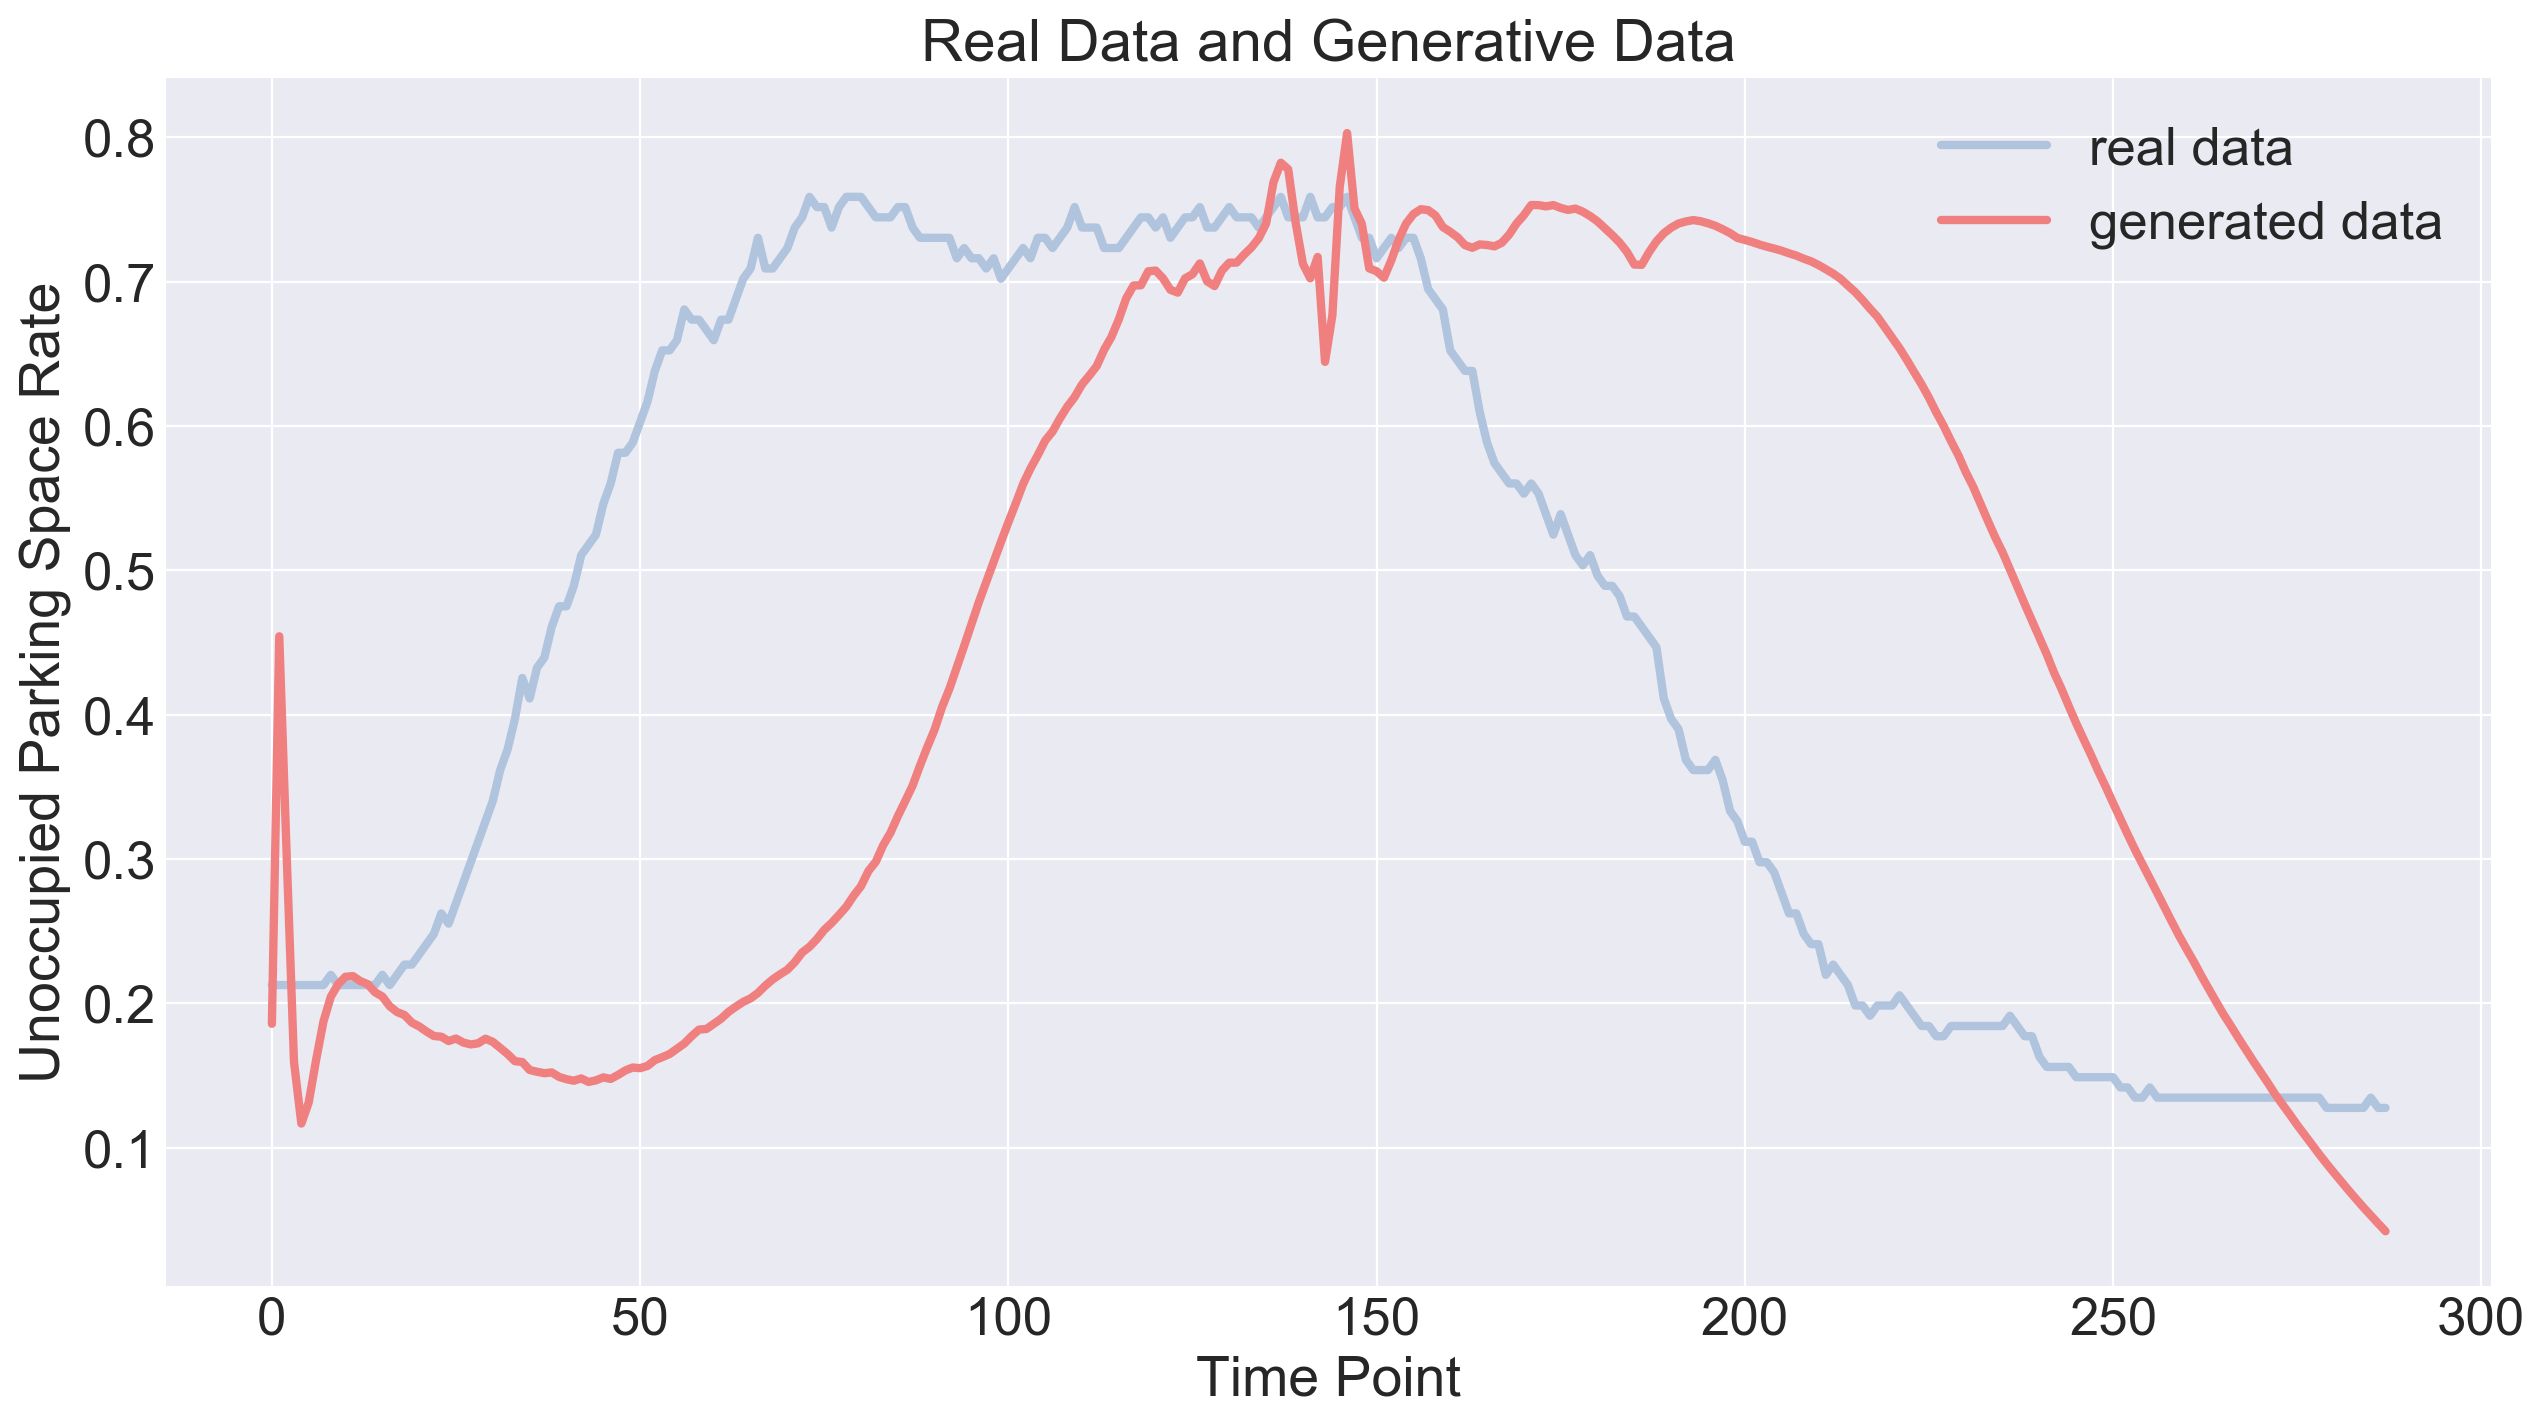 Real Data and Generative Data
real data
generated data
Unoccupied Parking Space Rate
0.8
0.7
0.6
0.5
0.4
0.3
0.2
0.1
0 50 100 150 200 250 300
Time Point